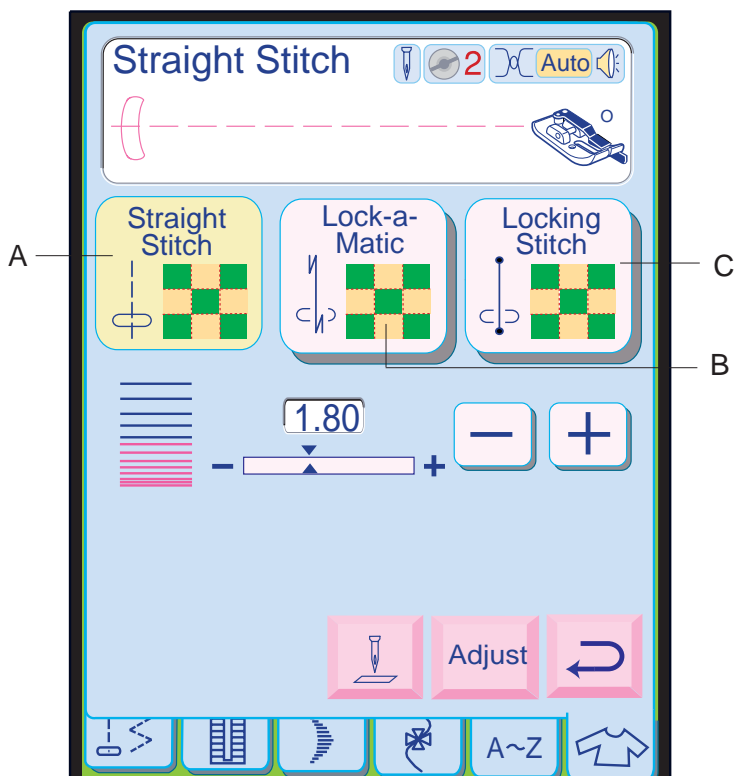 Straight Stitch
2
Auto
O
Straight
Stitch
Lock-a-
Matic
Locking
Stitch
A
C
B
1.80
- +
− +
Adjust
A~Z